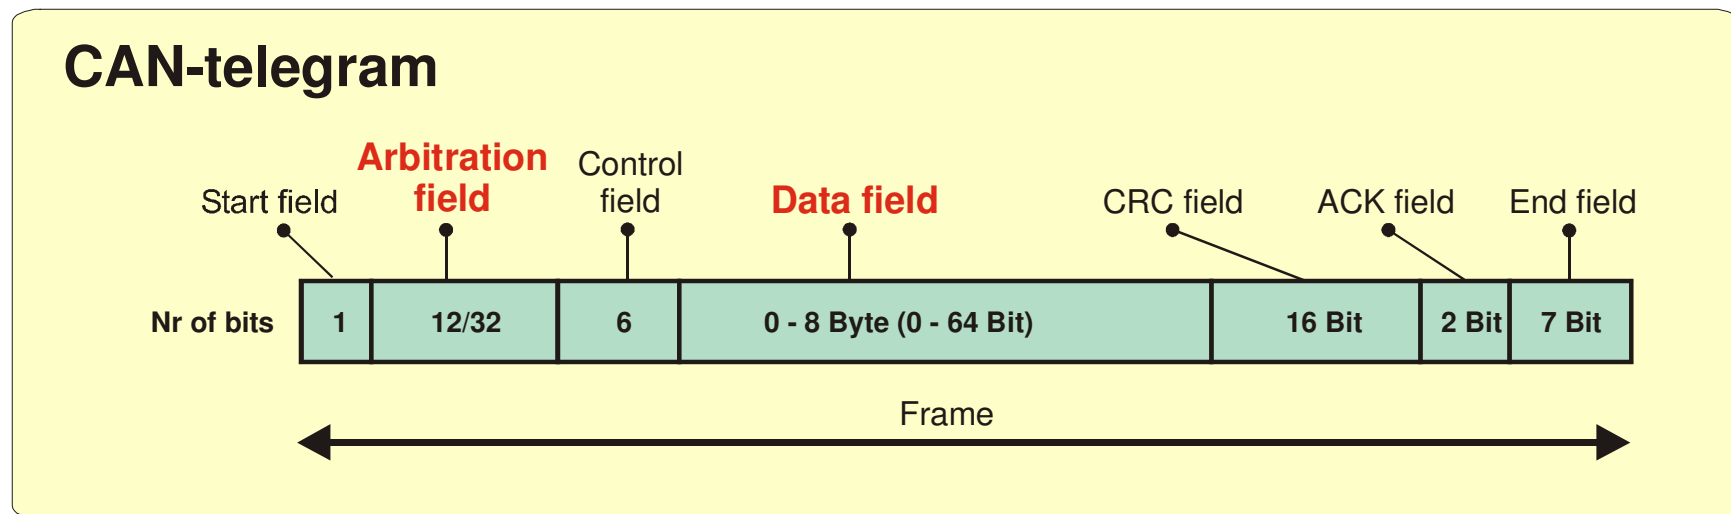 CAN-telegram
Arbitration
field
Control
field
Start field
Data field
CRC field
ACK field
End field
Nr of bits
1
12/32
6
0 - 8 Byte (0 - 64 Bit)
16 Bit
2 Bit
7 Bit
Frame